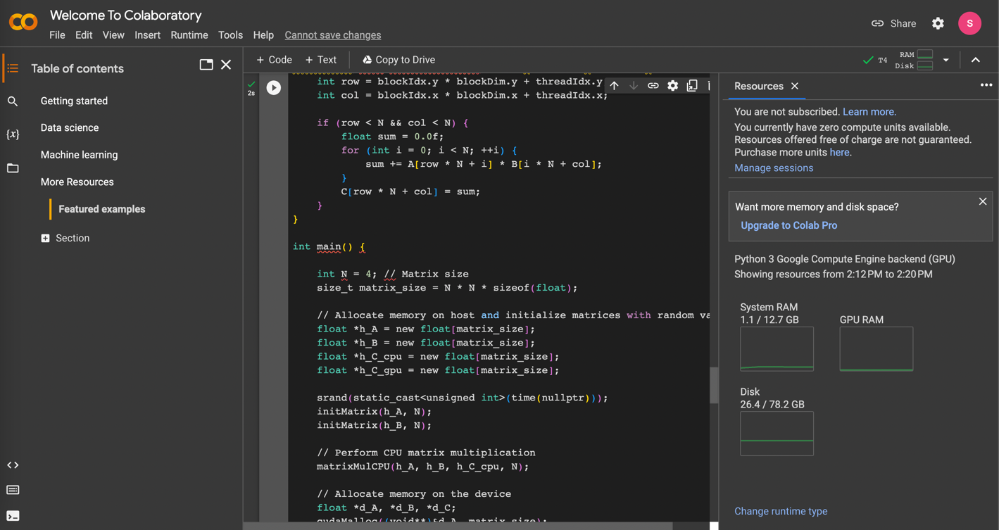 Welcome To Colaboratory
File Edit View Insert Runtime Tools Help Cannot save changes
Share
S
Table of contents
Getting started
Data science
Machine learning
More Resources
Featured examples
Section
+ Code + Text Copy to Drive
T4
RAM
Disk
2s
int row = blockIdx.y * blockDim.y + threadIdx.y
int col = blockIdx.x * blockDim.x + threadIdx.x;
if (row < N && col < N) {
float sum = 0.0f;
for (int i = 0; i < N; ++i) {
sum += A[row * N + i] * B[i * N + col];
}
C[row * N + col] = sum;
}
}
int main() {
int N = 4; // Matrix size
size_t matrix_size = N * N * sizeof(float);
// Allocate memory on host and initialize matrices with random va
float *h_A = new float[matrix_size];
float *h_B = new float[matrix_size];
float *h_C_cpu = new float[matrix_size];
float *h_C_gpu = new float[matrix_size];
srand(static_cast<unsigned int>(time(nullptr)));
initMatrix(h_A, N);
initMatrix(h_B, N);
// Perform CPU matrix multiplication
matrixMulCPU(h_A, h_B, h_C_cpu, N);
// Allocate memory on the device
float *d_A, *d_B, *d_C;
cudaMalloc((void**)&d_A, matrix_size);
Resources
You are not subscribed. Learn more.
You currently have zero compute units available.
Resources offered free of charge are not guaranteed.
Purchase more units here.
Manage sessions
Want more memory and disk space?
Upgrade to Colab Pro
Python 3 Google Compute Engine backend (GPU)
Showing resources from 2:12 PM to 2:20 PM
System RAM
1.1 / 12.7 GB
GPU RAM
Disk
26.4 / 78.2 GB
Change runtime type